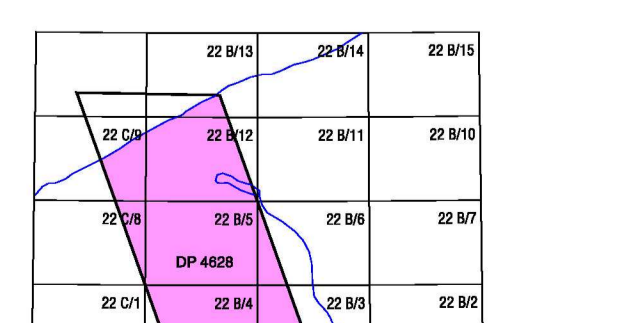 22 B/13 22 B/14 22 B/15
22 C/9 22 B/12 22 B/11 22 B/10
22 C/8 22 B/5 22 B/6 22 B/7
DP 4628
22 C/1 22 B/4 22 B/3 22 B/2